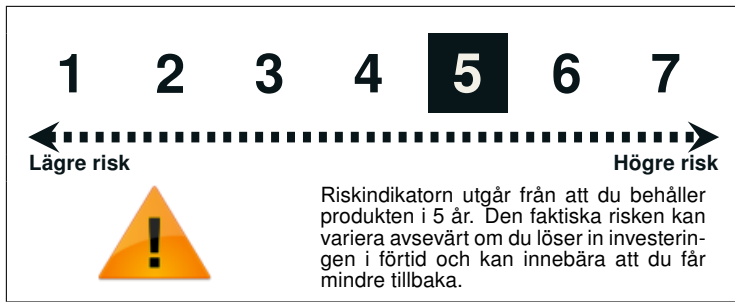 1 2 3 4 5 6 7
Lägre risk Högre risk
Riskindikatorn utgår från att du behåller
produkten i 5 år. Den faktiska risken kan
variera avsevärt om du löser in investerin-
gen i förtid och kan innebära att du får
mindre tillbaka.